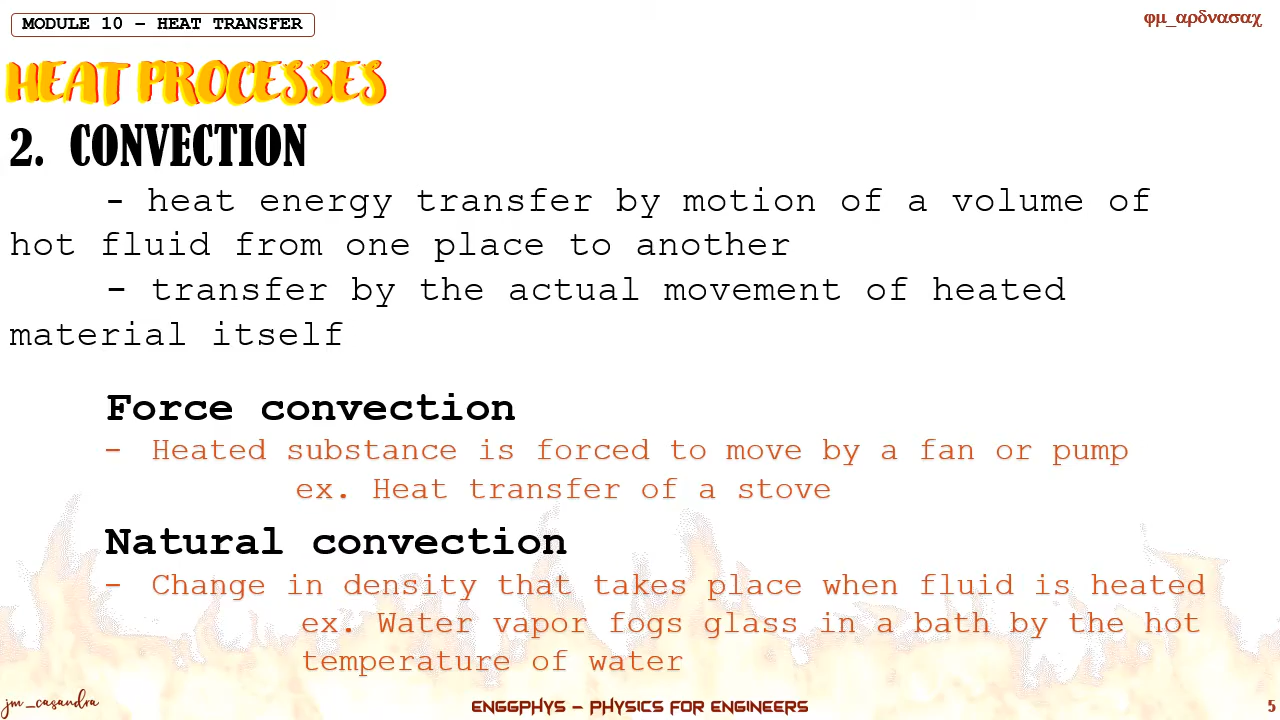 MODULE 10 – HEAT TRANSFER
φμ_αρδνασαχ
HEAT PROCESSES
2. CONVECTION
- heat energy transfer by motion of a volume of
hot fluid from one place to another
- transfer by the actual movement of heated
material itself
Force convection
- Heated substance is forced to move by a fan or pump
ex. Heat transfer of a stove
Natural convection
- Change in density that takes place when fluid is heated
ex. Water vapor fogs glass in a bath by the hot
temperature of water
jm_casandra
ENGGPHYS – PHYSICS FOR ENGINEERS
5